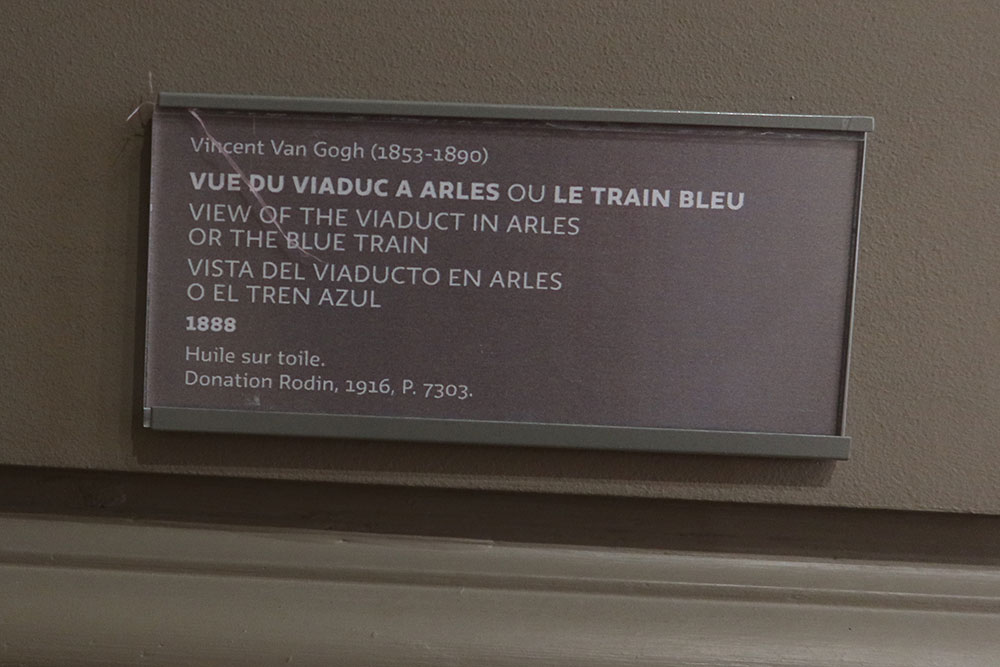 Vincent Van Gogh (1853-1890)
VUE DU VIADUC A ARLES OU LE TRAIN BLEU
VIEW OF THE VIADUCT IN ARLES
OR THE BLUE TRAIN
VISTA DEL VIADUCTO EN ARLES
O EL TREN AZUL
1888
Huile sur toile.
Donation Rodin, 1916, P. 7303.